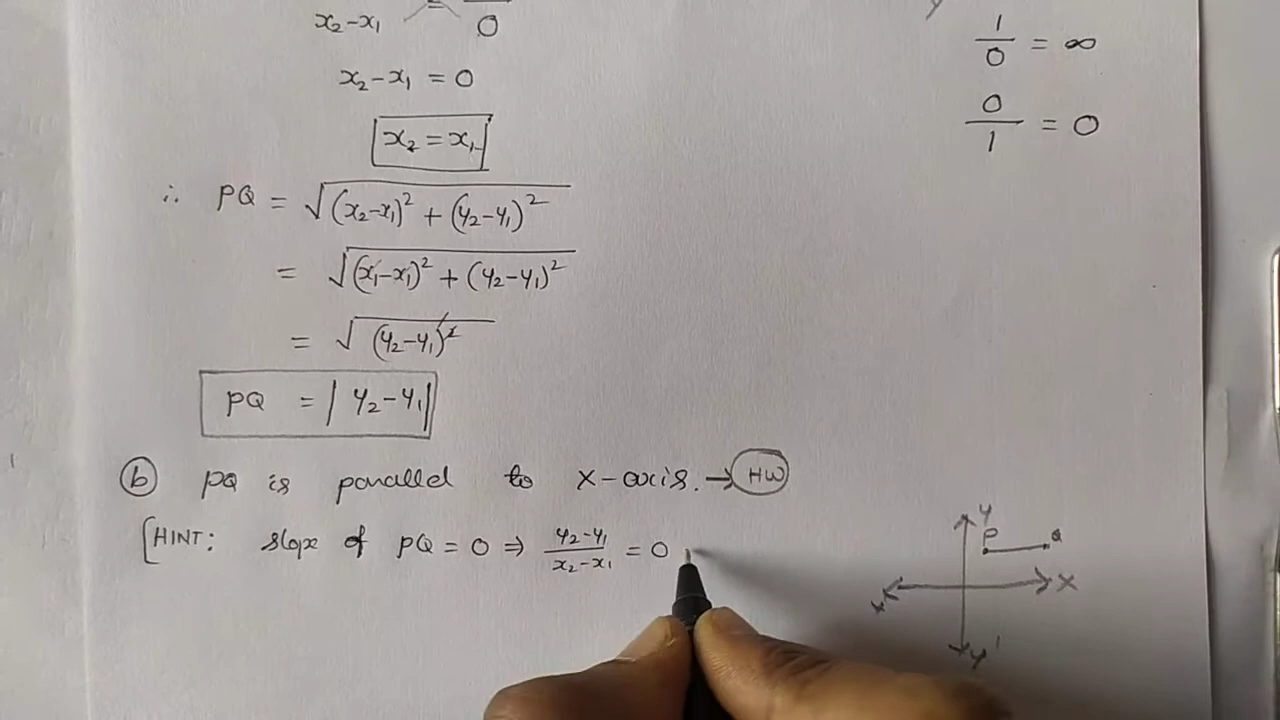 x₂-x₁ = 0
x₂-x₁ = 0
x₂ = x₁
∴ PQ = √(x₂-x₁)² + (y₂-y₁)²
= √(x₁-x₁)² + (y₂-y₁)²
= √(y₂-y₁)²
PQ = |y₂-y₁|
ⓑ PQ is parallel to X-axis. → HW
[HINT: slope of PQ = 0 ⇒ y₂-y₁/x₂-x₁ = 0
1/0 = ∞
0/1 = 0
Y
P Q
X
Y'